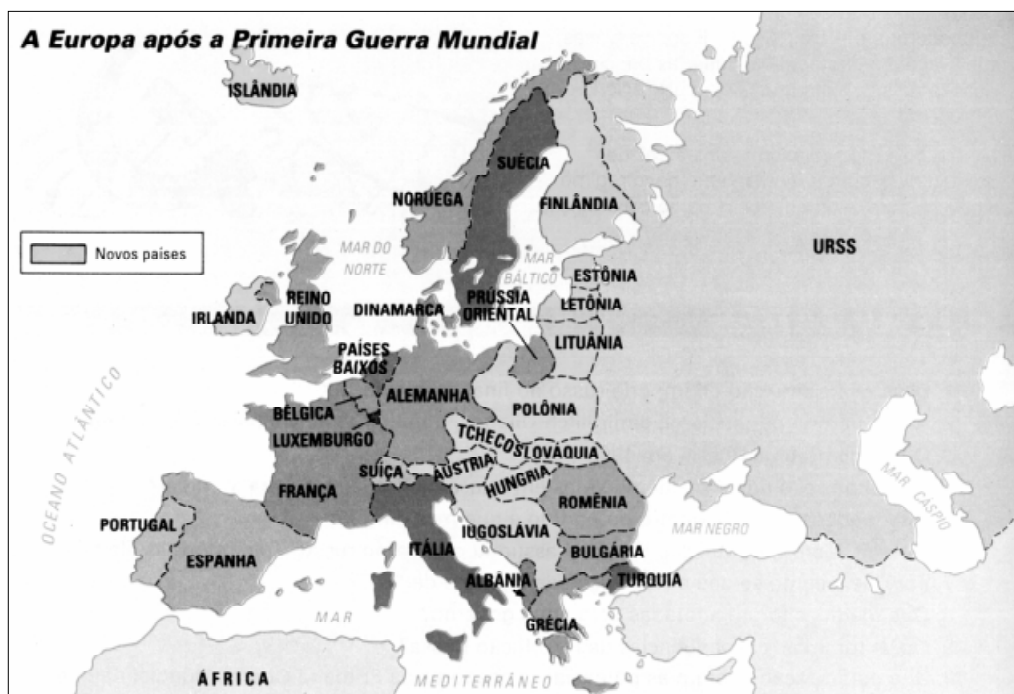 A Europa após a Primeira Guerra Mundial
ISLÂNDIA
SUÉCIA
NORUEGA
FINLÂNDIA
Novos países
MAR DO
NORTE
MAR
BÁLTICO
URSS
ESTÔNIA
LETÔNIA
LITUÂNIA
REINO
UNIDO
IRLANDA
DINAMARCA
PRÚSSIA
ORIENTAL
PAÍSES
BAIXOS
ALEMANHA
POLÔNIA
BÉLGICA
LUXEMBURGO
TCHECOSLOVÁQUIA
OCEANO ATLÂNTICO
SUÍÇA
ÁUSTRIA
HUNGRIA
FRANÇA
ROMÊNIA
MAR CÁSPIO
PORTUGAL
ESPANHA
ITÁLIA
IUGOSLÁVIA
MAR NEGRO
BULGÁRIA
ALBÂNIA
TURQUIA
GRÉCIA
MAR
MEDITERRÂNEO
ÁFRICA